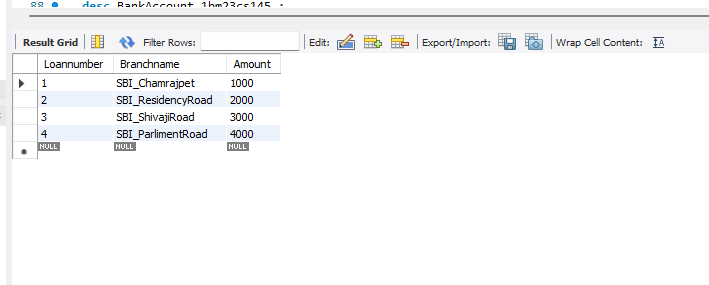 88 desc BankAccount_1bm23cs145 ;
Result Grid Filter Rows: Edit: Export/Import: Wrap Cell Content:
Loannumber Branchname Amount
1 SBI_Chamrajpet 1000
2 SBI_ResidencyRoad 2000
3 SBI_ShivajiRoad 3000
4 SBI_ParlimentRoad 4000
NULL NULL NULL